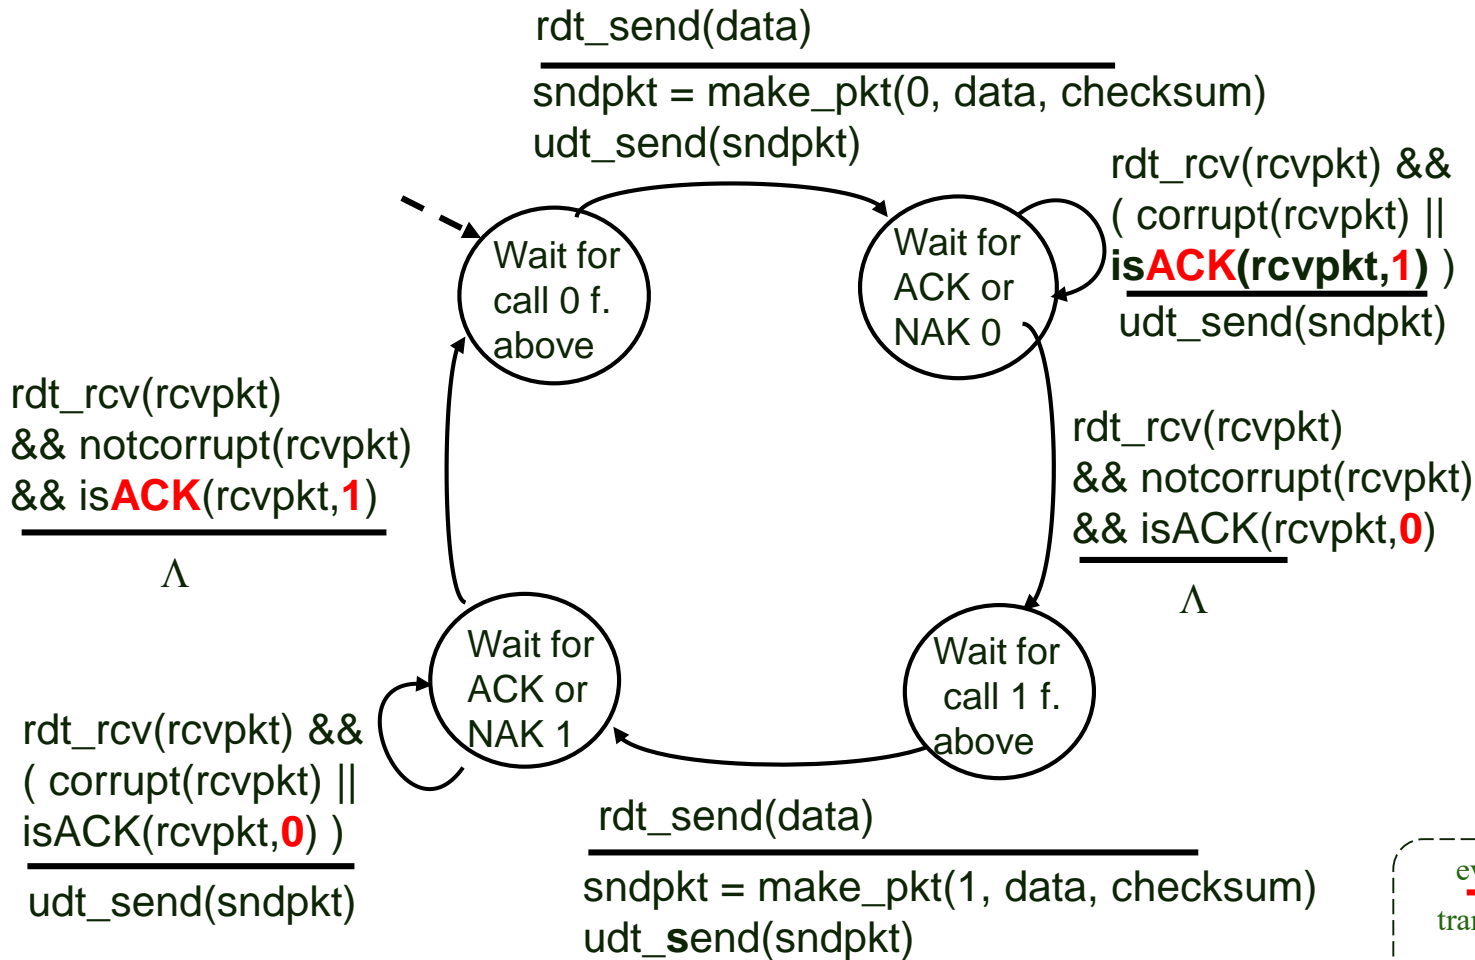 rdt_send(data)
sndpkt = make_pkt(0, data, checksum)
udt_send(sndpkt)
rdt_rcv(rcvpkt) &&
( corrupt(rcvpkt) ||
isACK(rcvpkt,1) )
udt_send(sndpkt)
Wait for
call 0 f.
above
Wait for
ACK or
NAK 0
rdt_rcv(rcvpkt)
&& notcorrupt(rcvpkt)
&& isACK(rcvpkt,1)
Λ
rdt_rcv(rcvpkt)
&& notcorrupt(rcvpkt)
&& isACK(rcvpkt,0)
Λ
Wait for
ACK or
NAK 1
Wait for
call 1 f.
above
rdt_rcv(rcvpkt) &&
( corrupt(rcvpkt) ||
isACK(rcvpkt,0) )
udt_send(sndpkt)
rdt_send(data)
sndpkt = make_pkt(1, data, checksum)
udt_send(sndpkt)